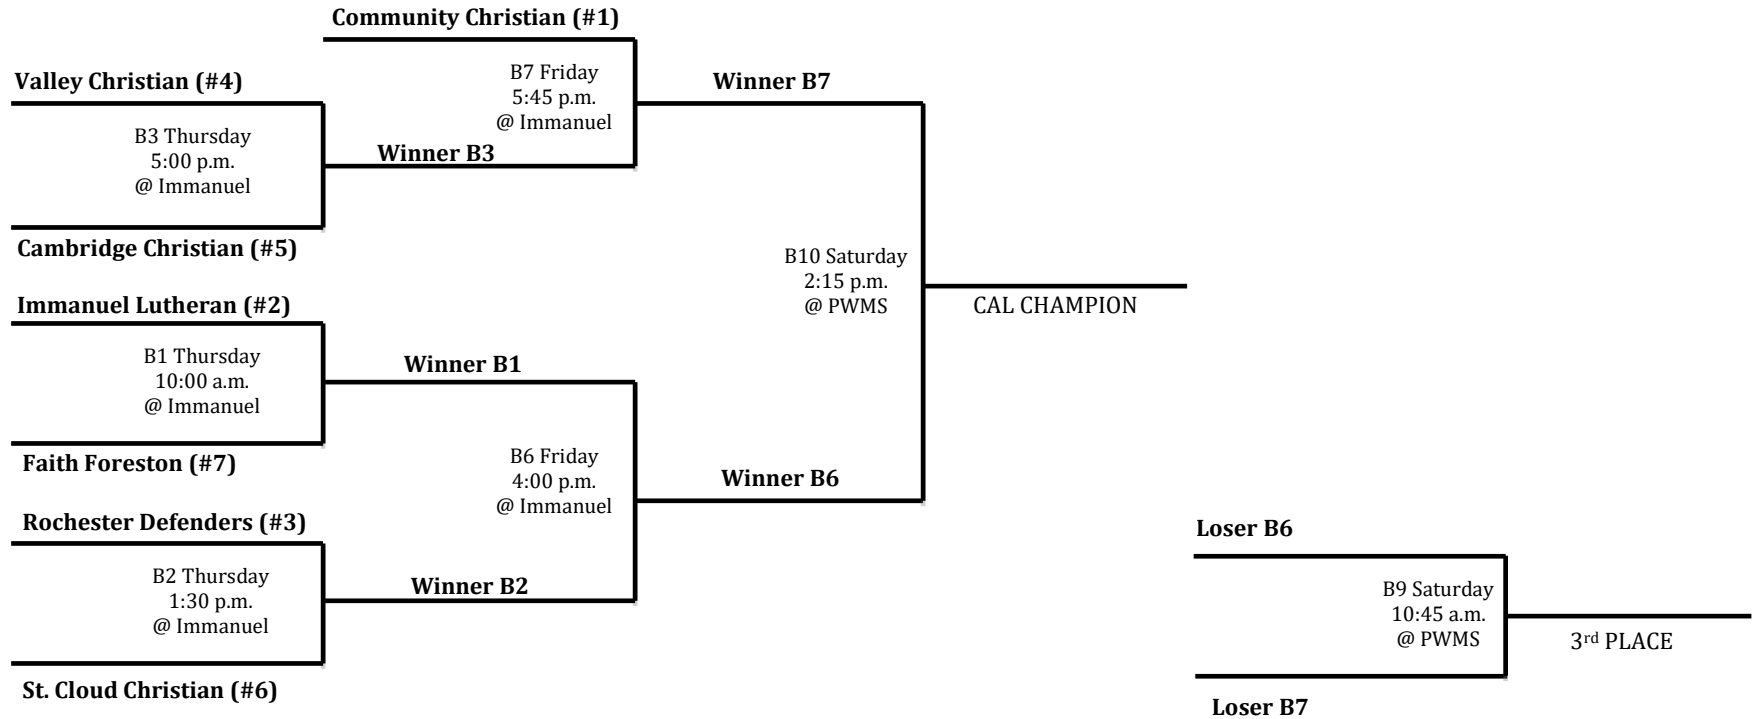 Community Christian (#1)
Valley Christian (#4)
B7 Friday
5:45 p.m.
@ Immanuel
Winner B7
B3 Thursday
5:00 p.m.
@ Immanuel
Winner B3
Cambridge Christian (#5)
B10 Saturday
2:15 p.m.
@ PWMS
CAL CHAMPION
Immanuel Lutheran (#2)
B1 Thursday
10:00 a.m.
@ Immanuel
Winner B1
Faith Foreston (#7)
B6 Friday
4:00 p.m.
@ Immanuel
Winner B6
Rochester Defenders (#3)
B2 Thursday
1:30 p.m.
@ Immanuel
Winner B2
St. Cloud Christian (#6)
Loser B6
B9 Saturday
10:45 a.m.
@ PWMS
3rd PLACE
Loser B7